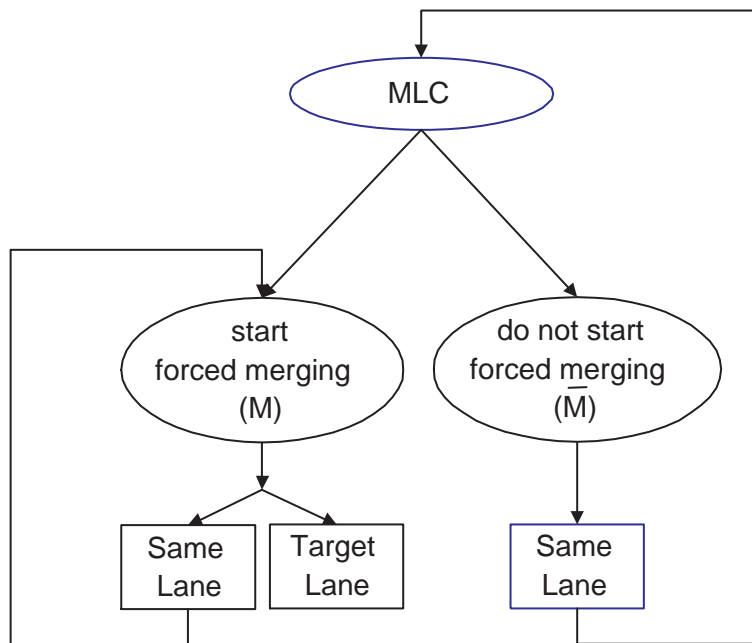 MLC
start
forced merging
(M)
do not start
forced merging
(M̅)
Same
Lane
Target
Lane
Same
Lane